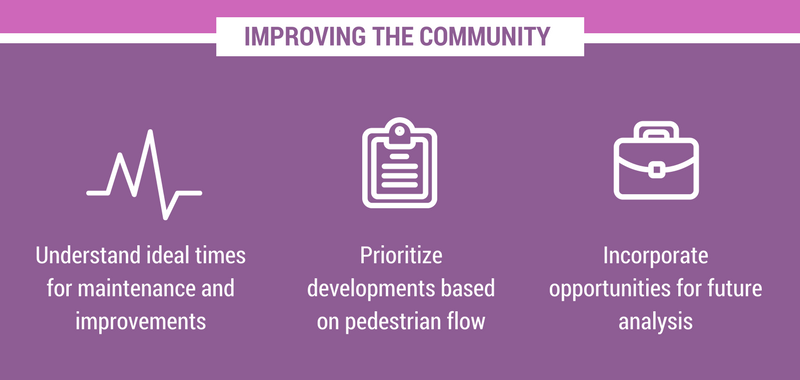 IMPROVING THE COMMUNITY
Understand ideal times
for maintenance and
improvements
Prioritize
developments based
on pedestrian flow
Incorporate
opportunities for future
analysis